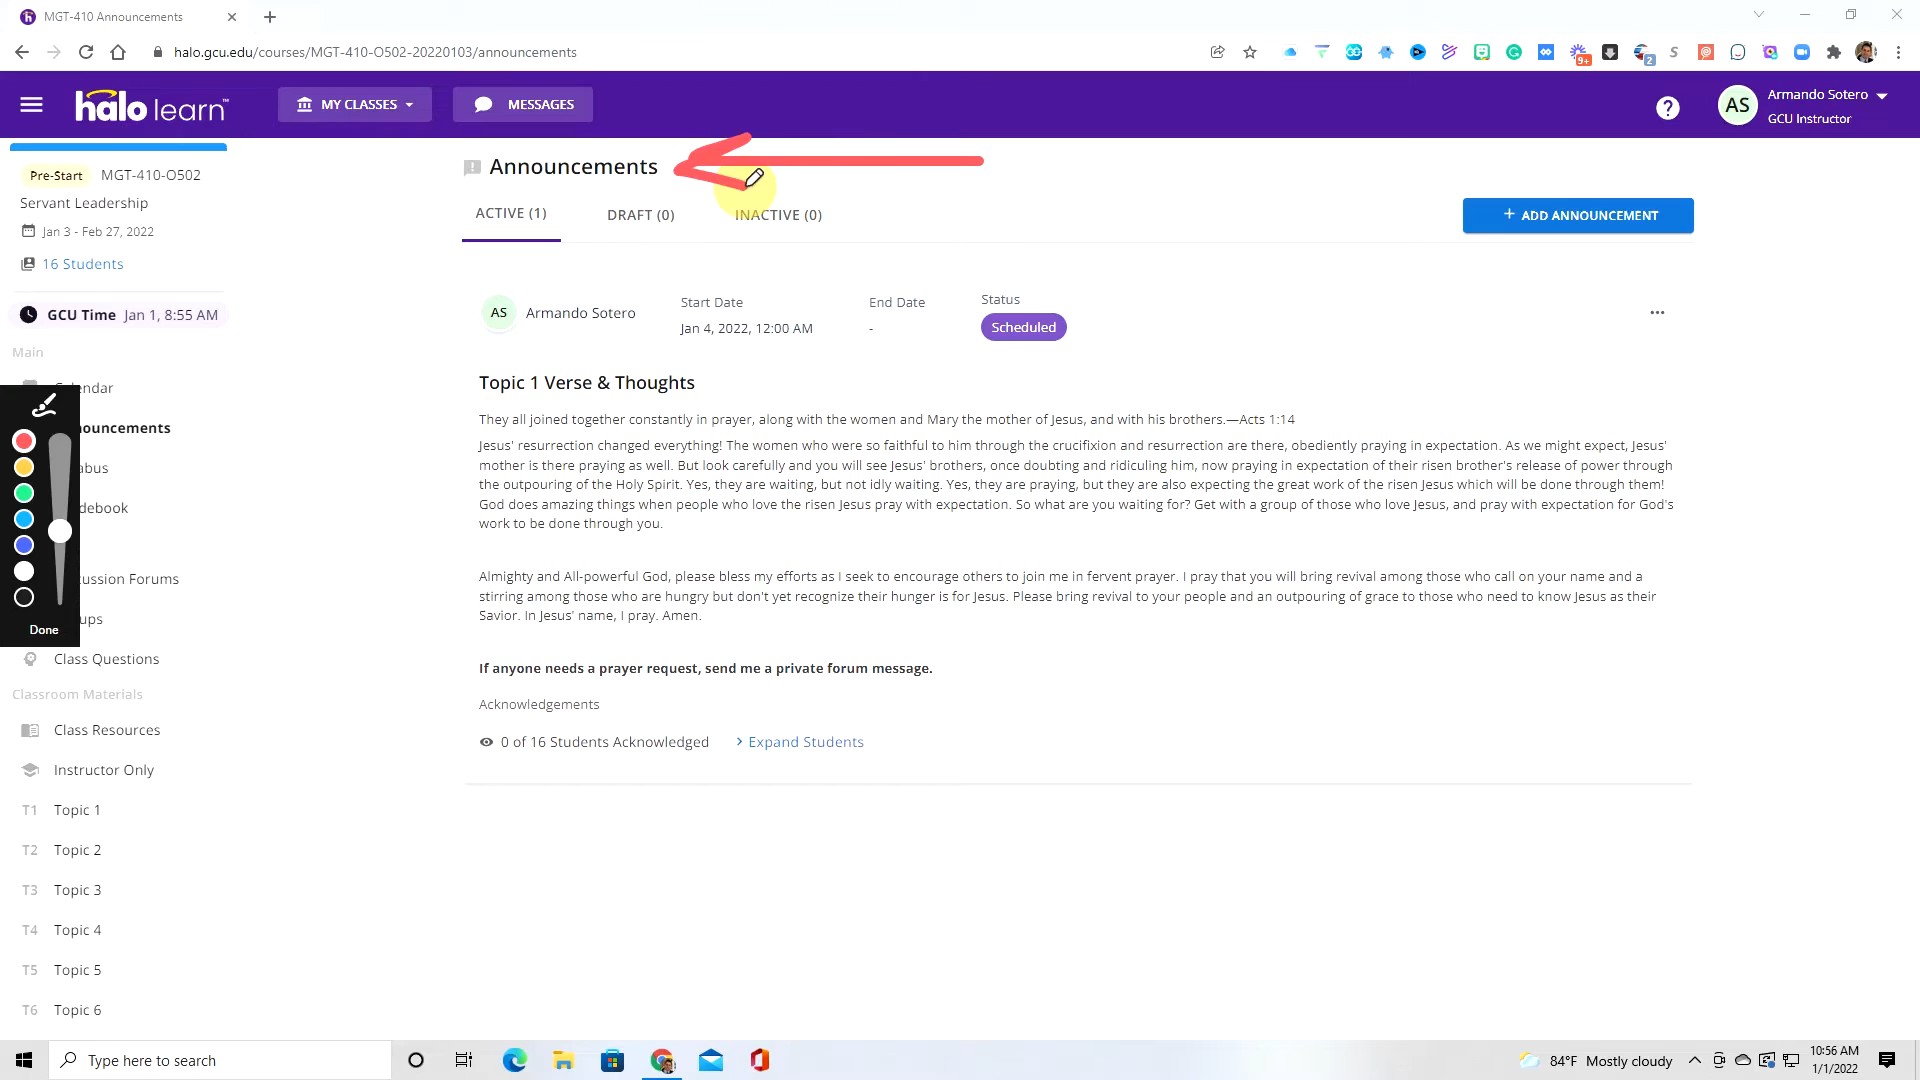 MGT-410 Announcements
halo.gcu.edu/courses/MGT-410-O502-20220103/announcements
9+
2
S
halo learn™
MY CLASSES
MESSAGES
?
AS
Armando Sotero
GCU Instructor
Pre-Start
MGT-410-O502
Servant Leadership
Jan 3 - Feb 27, 2022
16 Students
GCU Time Jan 1, 8:55 AM
Main
endar
ouncements
abus
debook
cussion Forums
ups
Done
Class Questions
Classroom Materials
Class Resources
Instructor Only
T1 Topic 1
T2 Topic 2
T3 Topic 3
T4 Topic 4
T5 Topic 5
T6 Topic 6
Announcements
ACTIVE (1)
DRAFT (0)
INACTIVE (0)
+ ADD ANNOUNCEMENT
AS
Armando Sotero
Start Date
Jan 4, 2022, 12:00 AM
End Date
-
Status
Scheduled
Topic 1 Verse & Thoughts
They all joined together constantly in prayer, along with the women and Mary the mother of Jesus, and with his brothers.—Acts 1:14
Jesus' resurrection changed everything! The women who were so faithful to him through the crucifixion and resurrection are there, obediently praying in expectation. As we might expect, Jesus'
mother is there praying as well. But look carefully and you will see Jesus' brothers, once doubting and ridiculing him, now praying in expectation of their risen brother's release of power through
the outpouring of the Holy Spirit. Yes, they are waiting, but not idly waiting. Yes, they are praying, but they are also expecting the great work of the risen Jesus which will be done through them!
God does amazing things when people who love the risen Jesus pray with expectation. So what are you waiting for? Get with a group of those who love Jesus, and pray with expectation for God's
work to be done through you.
Almighty and All-powerful God, please bless my efforts as I seek to encourage others to join me in fervent prayer. I pray that you will bring revival among those who call on your name and a
stirring among those who are hungry but don't yet recognize their hunger is for Jesus. Please bring revival to your people and an outpouring of grace to those who need to know Jesus as their
Savior. In Jesus' name, I pray. Amen.
If anyone needs a prayer request, send me a private forum message.
Acknowledgements
0 of 16 Students Acknowledged
Expand Students
Type here to search
84°F Mostly cloudy
10:56 AM
1/1/2022